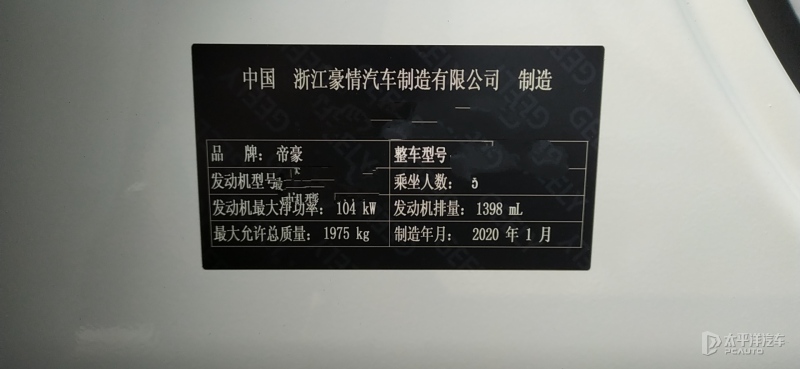 中国 浙江豪情汽车制造有限公司 制造
品 牌：帝豪 整车型号
发动机型号 乘坐人数：5
发动机最大净功率：104 kW 发动机排量：1398 mL
最大允许总质量：1975 kg 制造年月：2020 年 1 月
太平洋汽车
PCAUTO